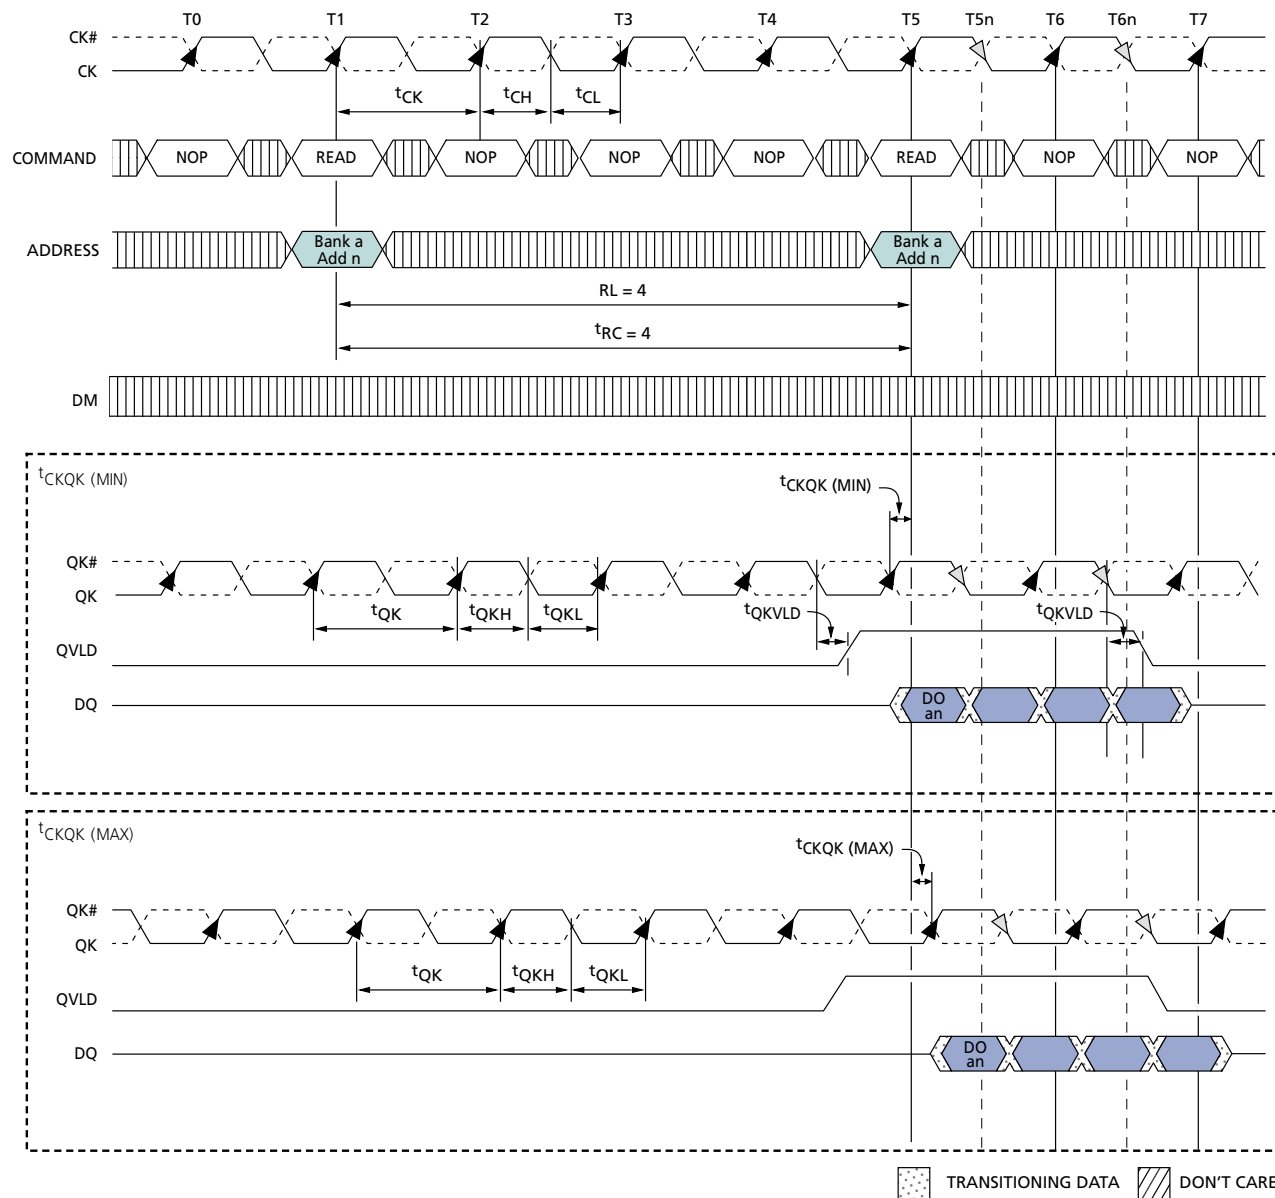 T0 T1 T2 T3 T4 T5 T5n T6 T6n T7
CK#
CK
tCK tCH tCL
COMMAND NOP READ NOP NOP NOP READ NOP NOP
ADDRESS Bank a Bank a
Add n Add n
RL = 4
tRC = 4
DM
tCKQK (MIN)
tCKQK (MIN)
QK#
QK
tQK tQKH tQKL tQKVLD tQKVLD
QVLD
DQ DO
an
tCKQK (MAX)
tCKQK (MAX)
QK#
QK
tQK tQKH tQKL
QVLD
DQ DO
an
TRANSITIONING DATA DON'T CARE